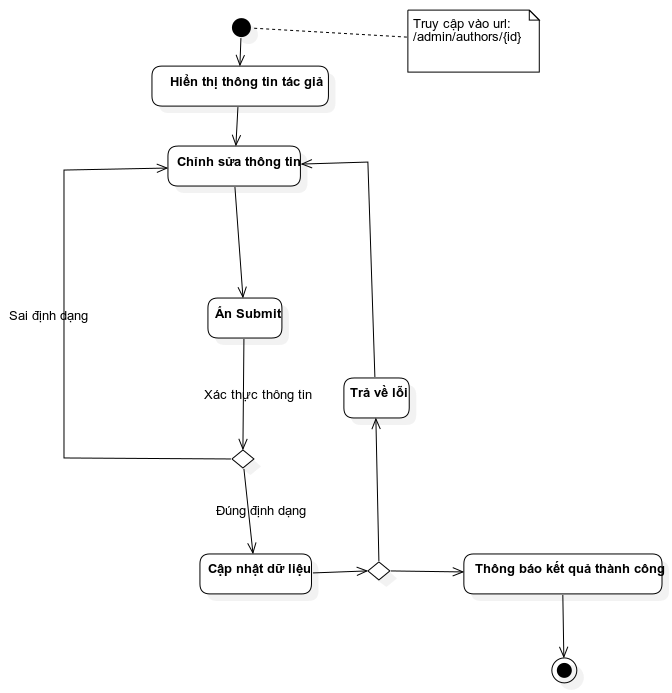 Truy cập vào url:
/admin/authors/{id}
Hiển thị thông tin tác giả
Chỉnh sửa thông tin
Sai định dạng
Ấn Submit
Xác thực thông tin
Trả về lỗi
Đúng định dạng
Cập nhật dữ liệu
Thông báo kết quả thành công